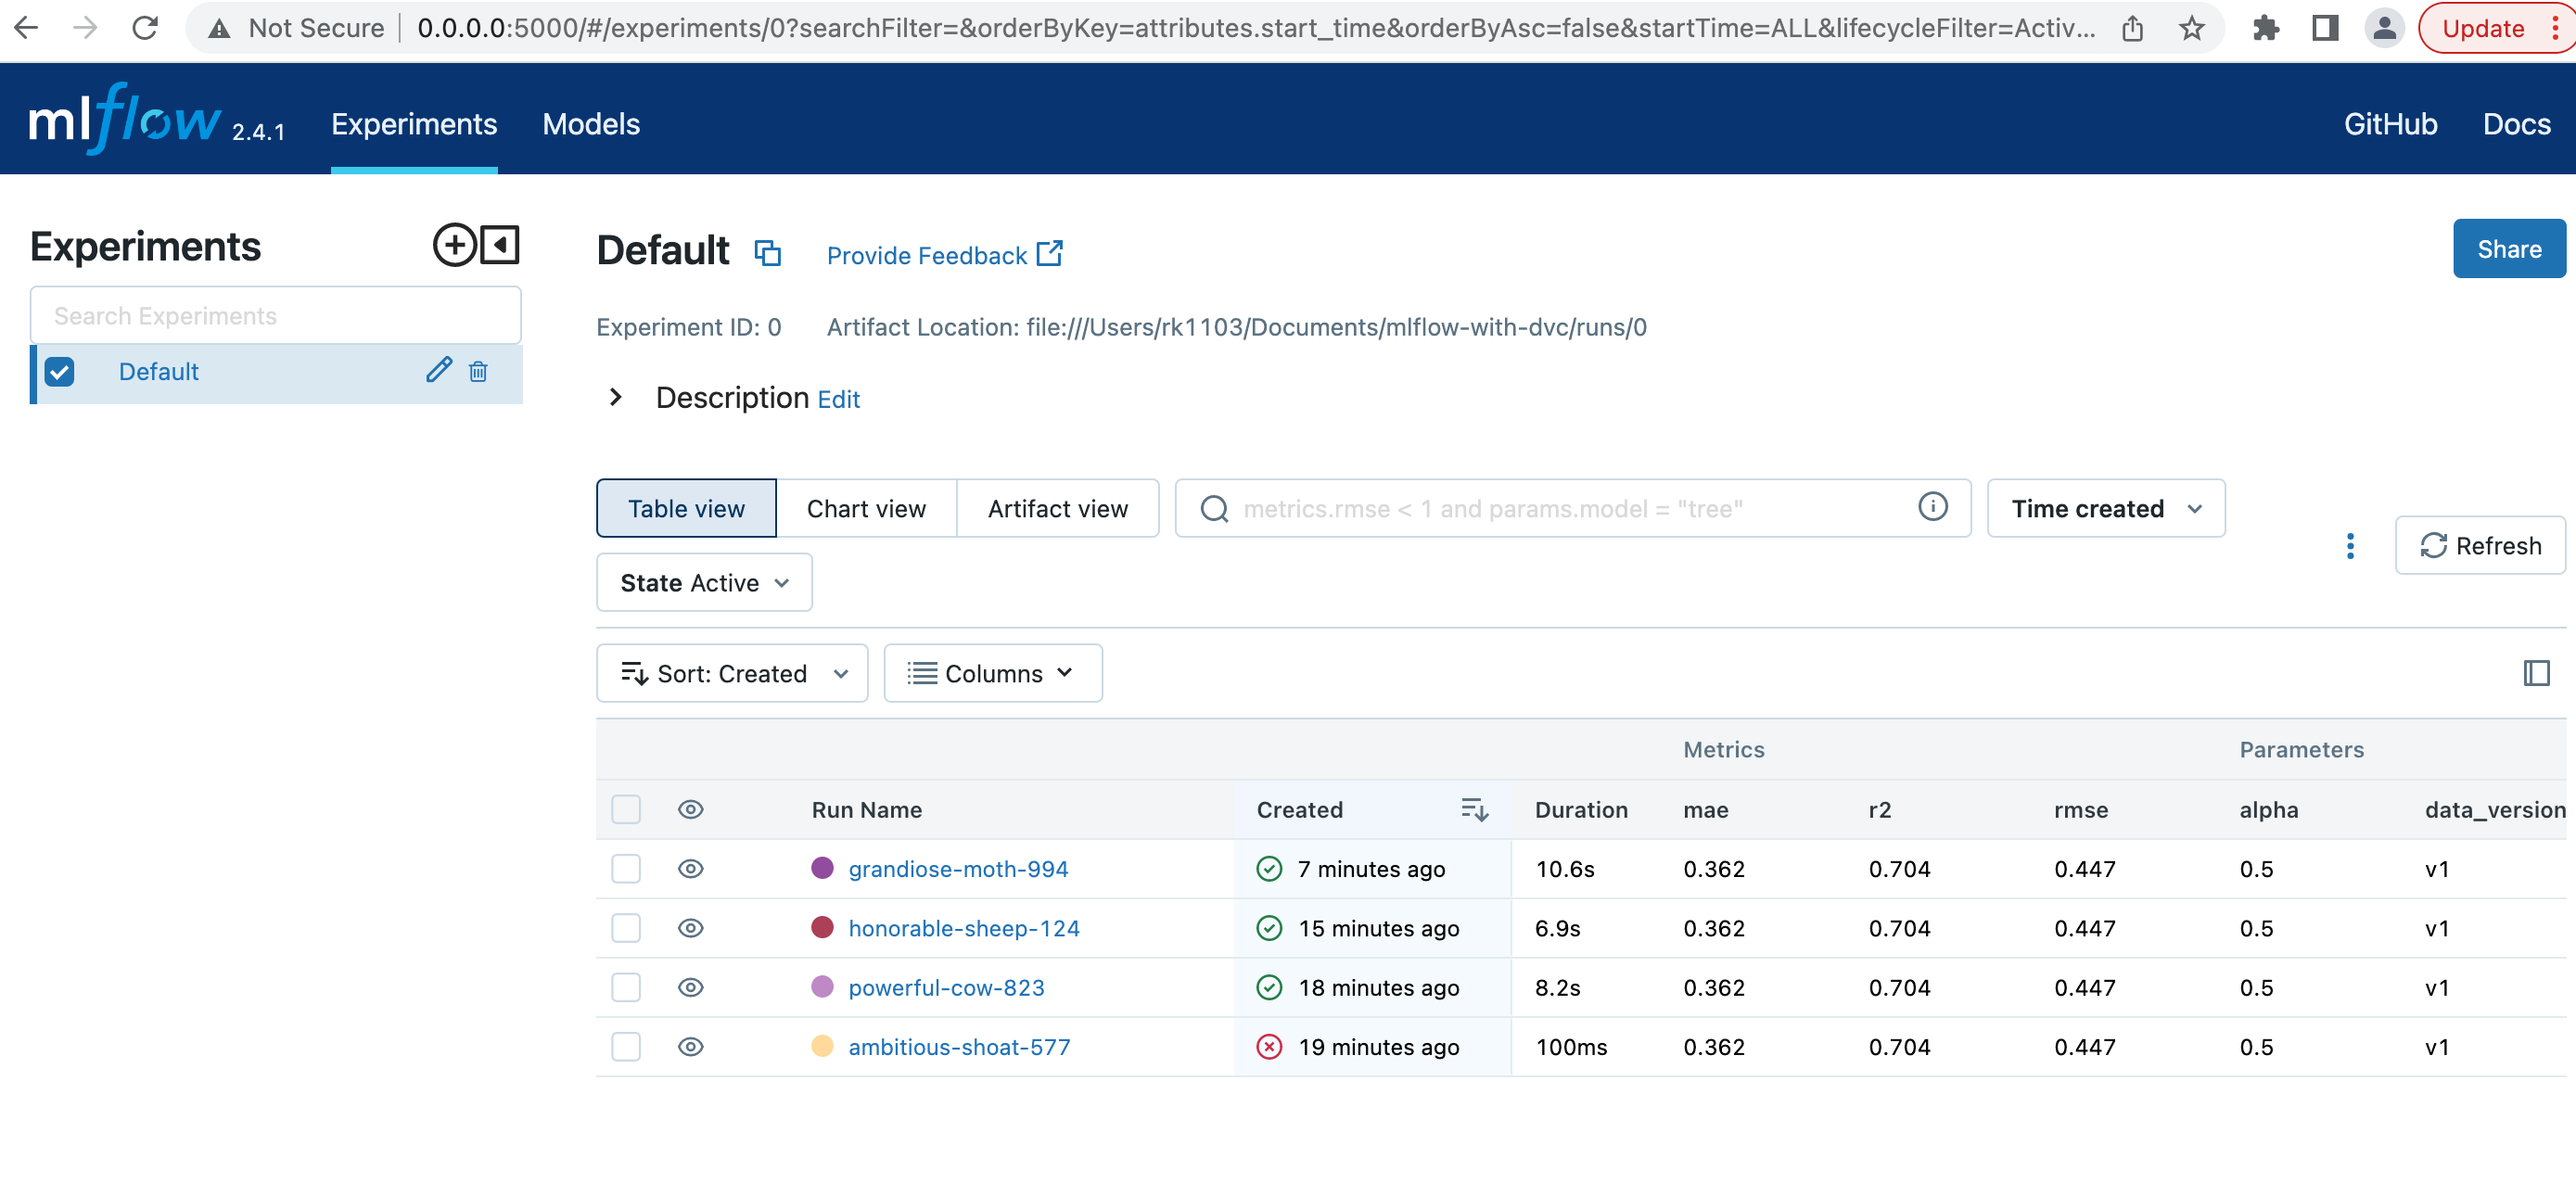 Not Secure 0.0.0.0:5000/#/experiments/0?searchFilter=&orderByKey=attributes.start_time&orderByAsc=false&startTime=ALL&lifecycleFilter=Activ... Update
mlflow 2.4.1 Experiments Models GitHub Docs
Experiments
Search Experiments
Default
Default Provide Feedback Share
Experiment ID: 0 Artifact Location: file:///Users/rk1103/Documents/mlflow-with-dvc/runs/0
Description Edit
Table view Chart view Artifact view metrics.rmse < 1 and params.model = "tree" Time created
State Active Refresh
Sort: Created Columns
Metrics Parameters
Run Name Created Duration mae r2 rmse alpha data_version
grandiose-moth-994 7 minutes ago 10.6s 0.362 0.704 0.447 0.5 v1
honorable-sheep-124 15 minutes ago 6.9s 0.362 0.704 0.447 0.5 v1
powerful-cow-823 18 minutes ago 8.2s 0.362 0.704 0.447 0.5 v1
ambitious-shoat-577 19 minutes ago 100ms 0.362 0.704 0.447 0.5 v1